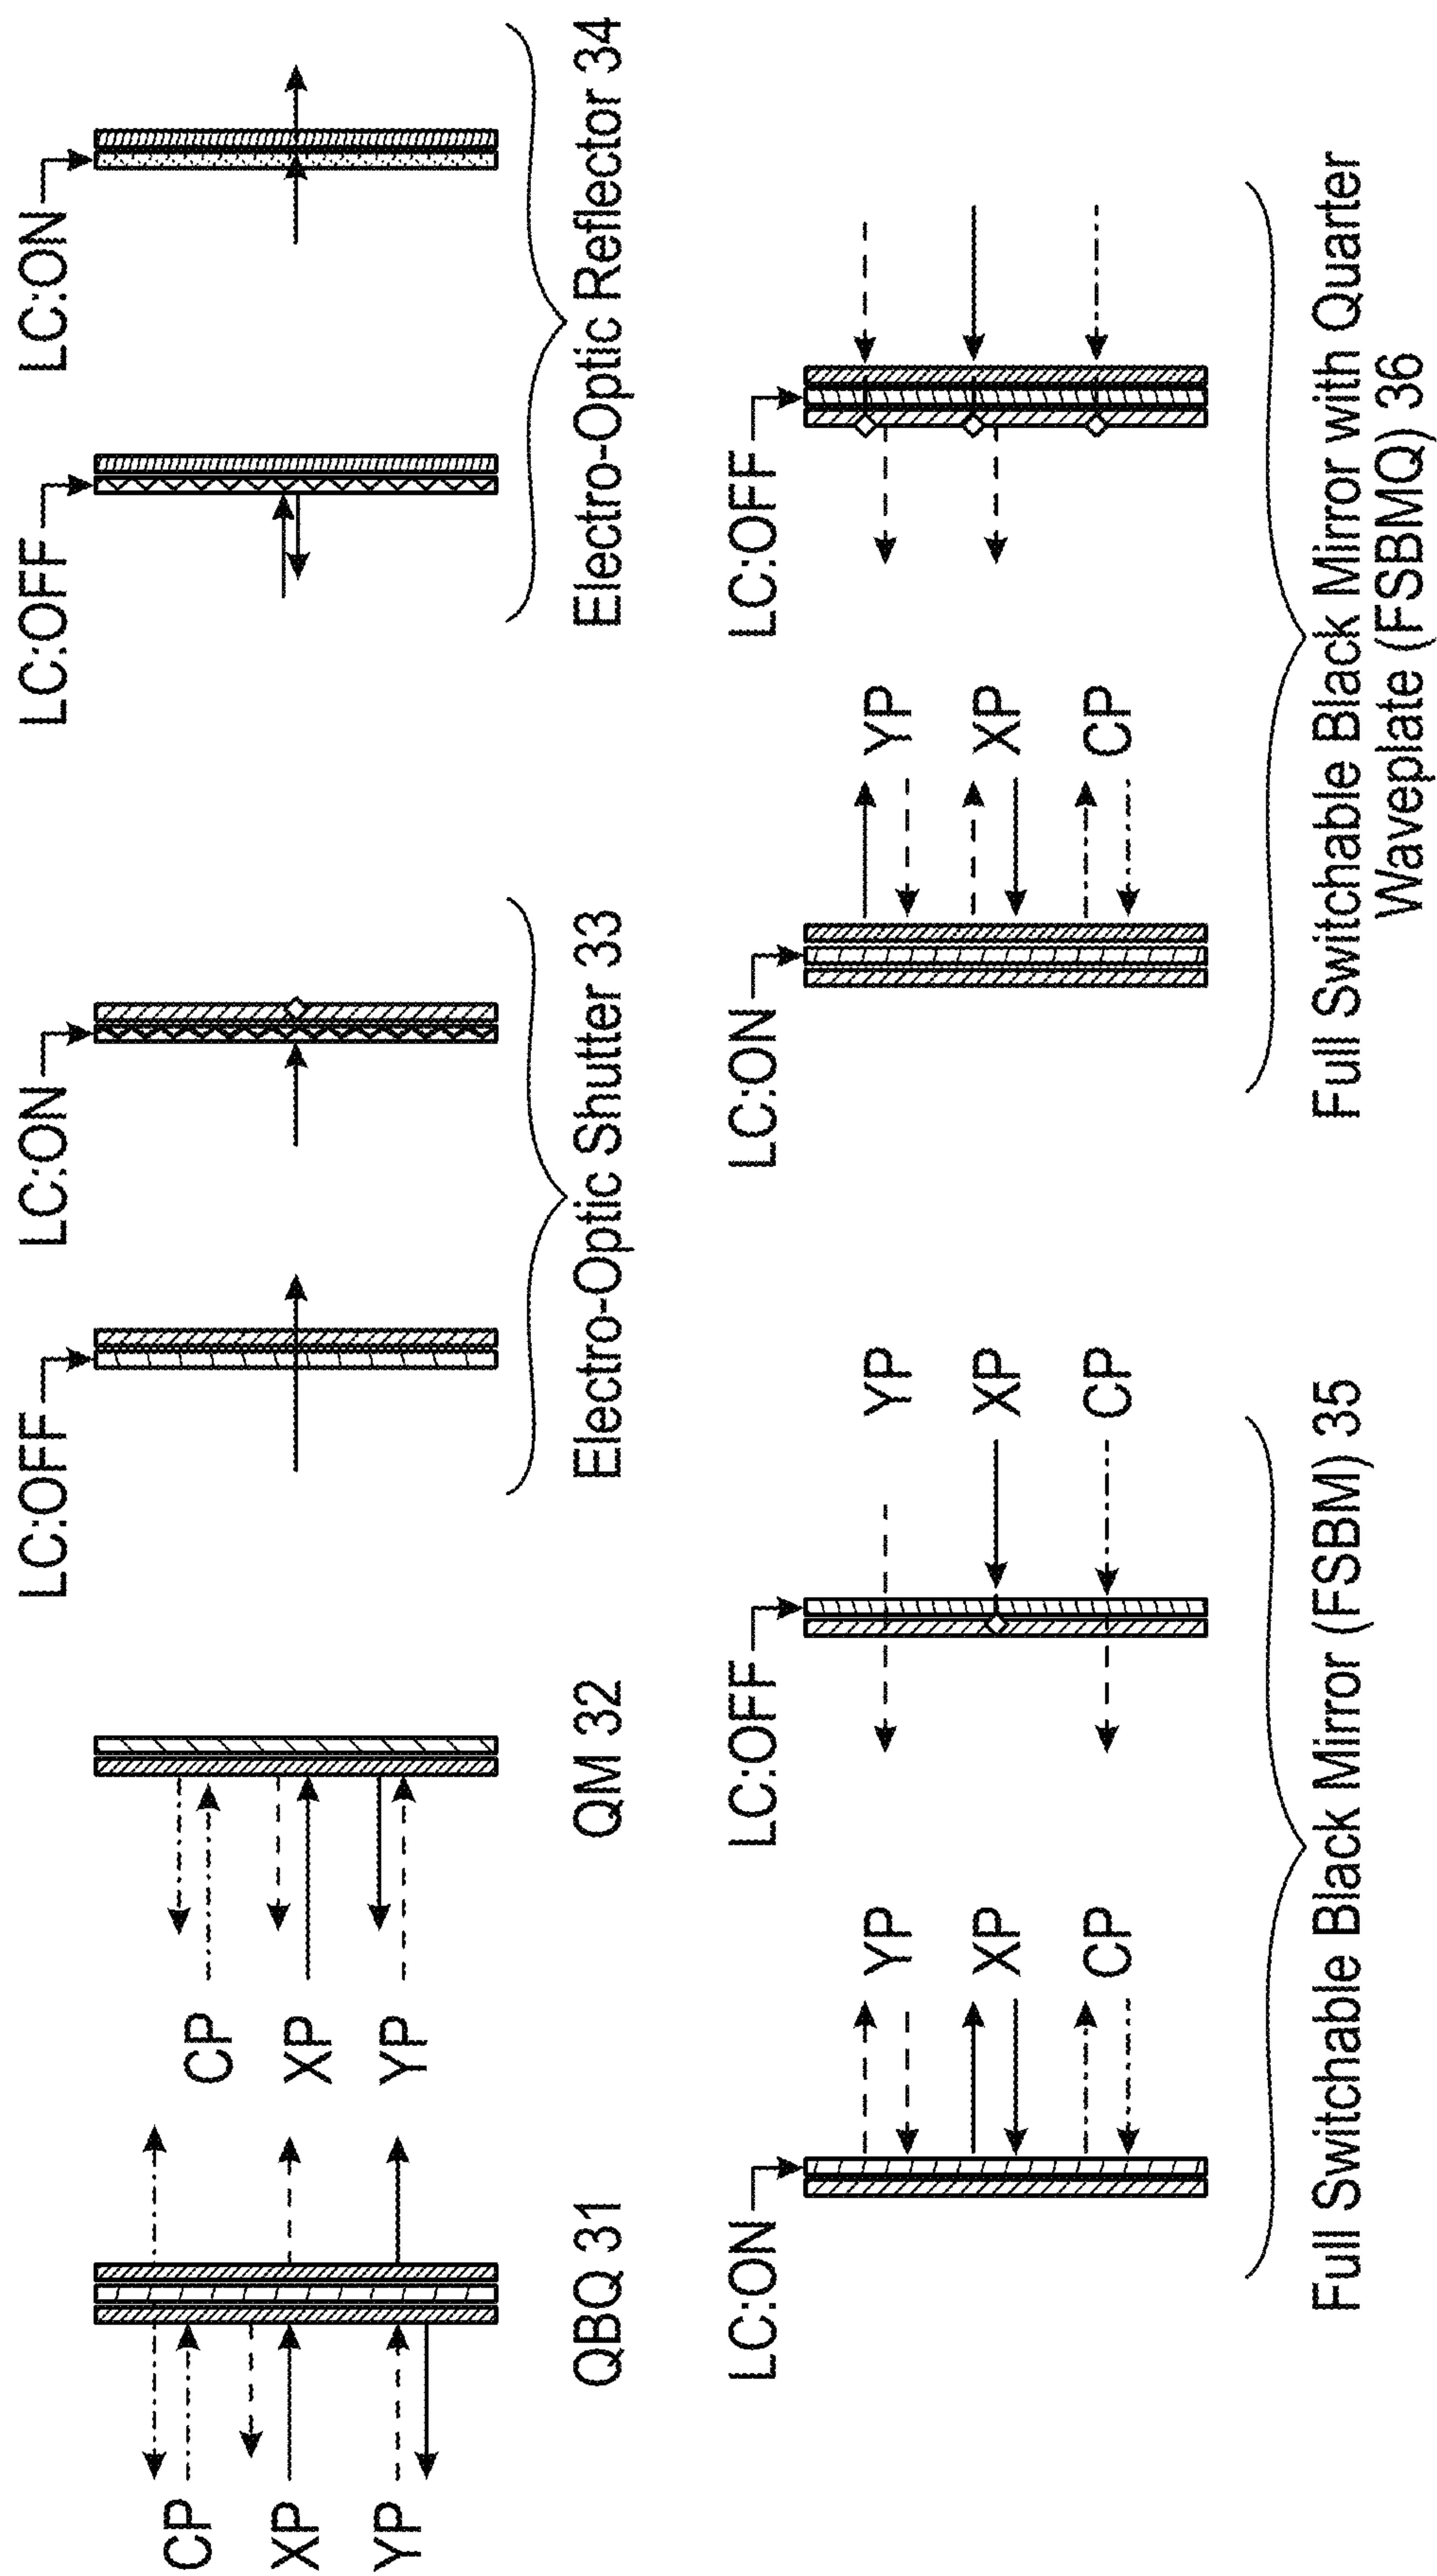 CP
XP
YP
QBQ 31
CP
XP
YP
QM 32
LC:OFF
LC:ON
Electro-Optic Shutter 33
LC:OFF
LC:ON
Electro-Optic Reflector 34
LC:ON
YP
XP
CP
LC:OFF
YP
XP
CP
Full Switchable Black Mirror (FSBM) 35
LC:ON
YP
XP
CP
LC:OFF
Full Switchable Black Mirror with Quarter
Waveplate (FSBMQ) 36